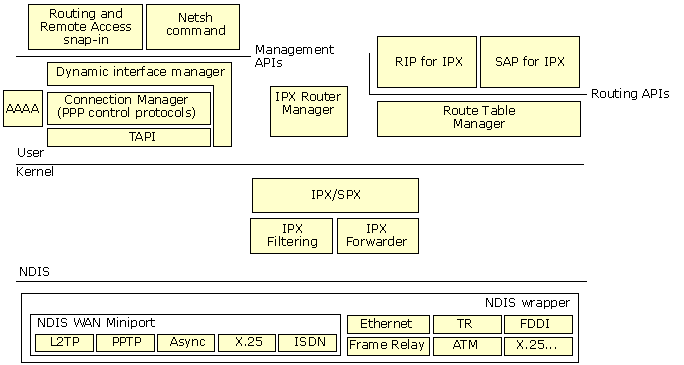 Routing and
Remote Access
snap-in
Netsh
command
Management
APIs
Dynamic interface manager
AAAA
Connection Manager
(PPP control protocols)
TAPI
IPX Router
Manager
RIP for IPX
SAP for IPX
Routing APIs
Route Table
Manager
User
Kernel
IPX/SPX
IPX
Filtering
IPX
Forwarder
NDIS
NDIS wrapper
NDIS WAN Miniport
L2TP
PPTP
Async
X.25
ISDN
Ethernet
TR
FDDI
Frame Relay
ATM
X.25...